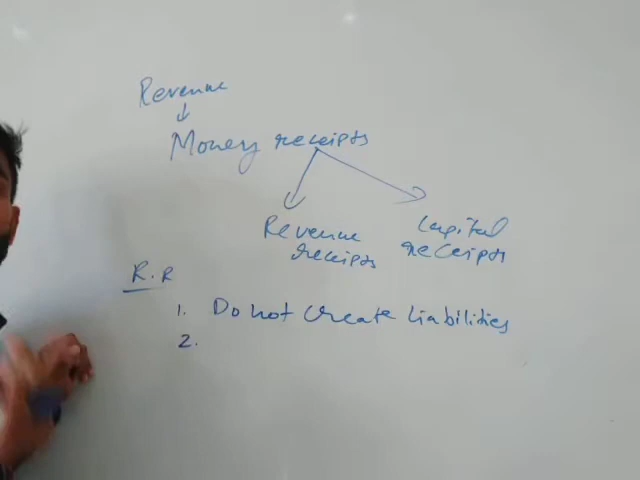 Revenue
Money receipts
Revenue receipts
Capital receipts
R.R
1. Do not create liabilities
2.